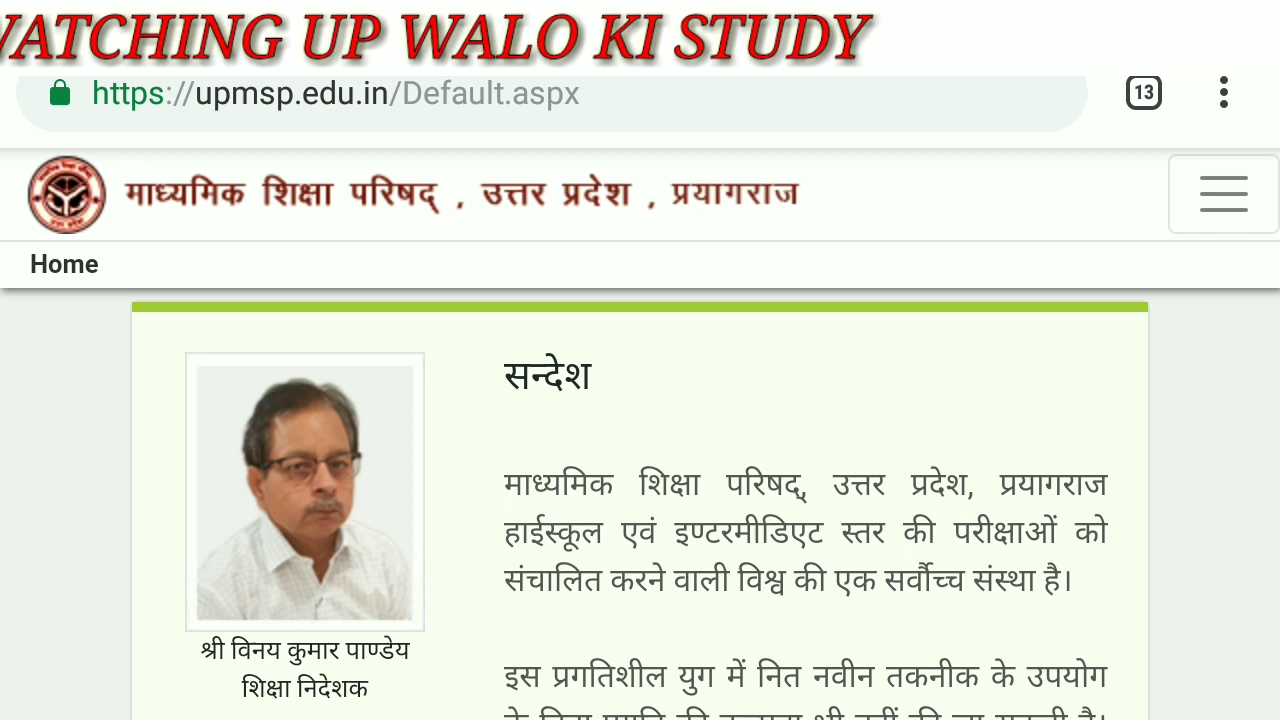 WATCHING UP WALO KI STUDY
https://upmsp.edu.in/Default.aspx
13
माध्यमिक शिक्षा परिषद् , उत्तर प्रदेश , प्रयागराज
Home
सन्देश
माध्यमिक शिक्षा परिषद्, उत्तर प्रदेश, प्रयागराज
हाईस्कूल एवं इण्टरमीडिएट स्तर की परीक्षाओं को
संचालित करने वाली विश्व की एक सर्वोच्च संस्था है।
श्री विनय कुमार पाण्डेय
शिक्षा निदेशक
इस प्रगतिशील युग में नित नवीन तकनीक के उपयोग